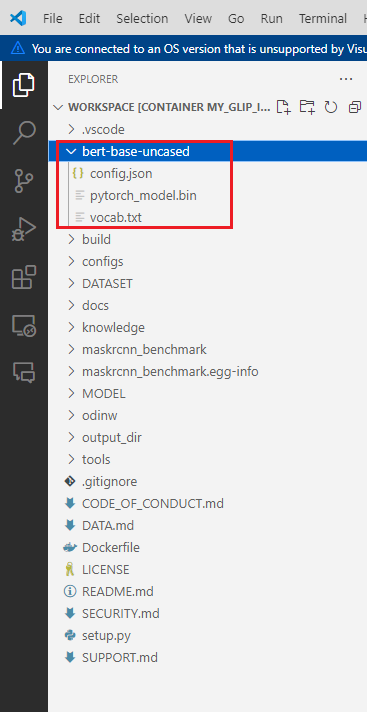 File Edit Selection View Go Run Terminal
You are connected to an OS version that is unsupported by Visu
EXPLORER ···
WORKSPACE [CONTAINER MY_GLIP_I...
.vscode
bert-base-uncased
{} config.json
pytorch_model.bin
vocab.txt
build
configs
DATASET
docs
knowledge
maskrcnn_benchmark
maskrcnn_benchmark.egg-info
MODEL
odinw
output_dir
tools
.gitignore
CODE_OF_CONDUCT.md
DATA.md
Dockerfile
LICENSE
README.md
SECURITY.md
setup.py
SUPPORT.md